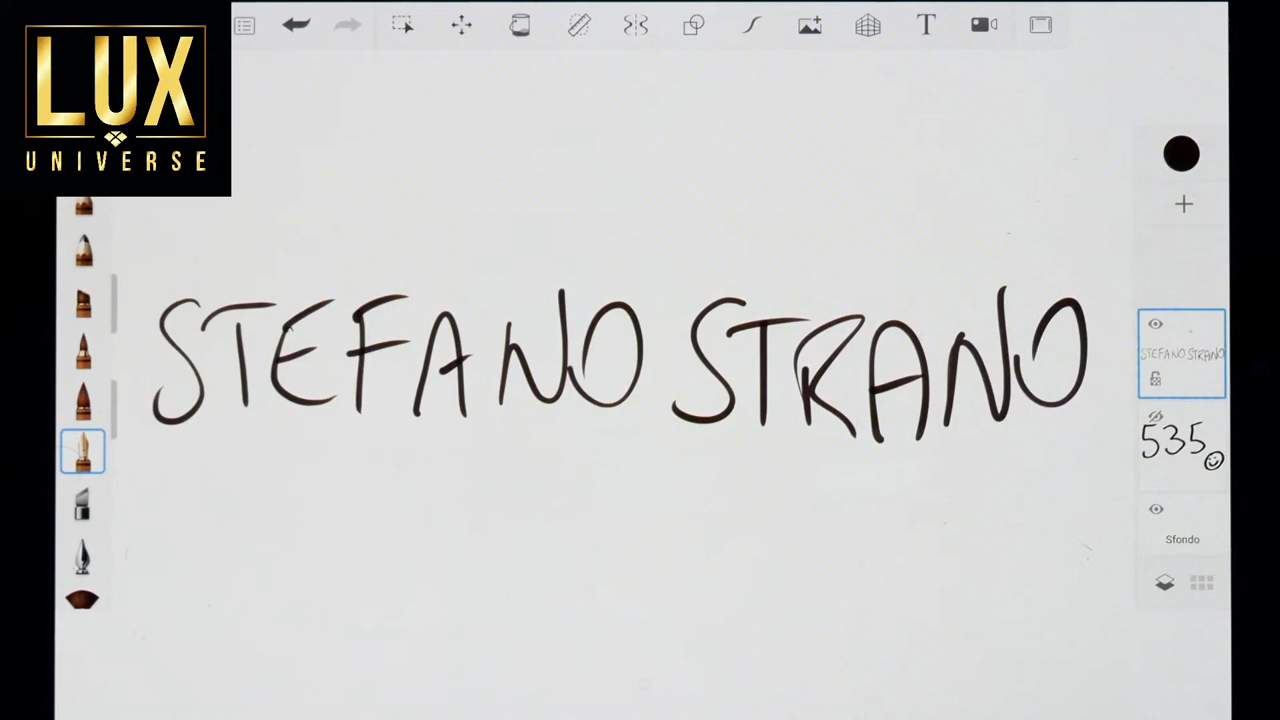 LUX
UNIVERSE
T
STEFANO STRANO
STEFANO STRANO
535
Sfondo